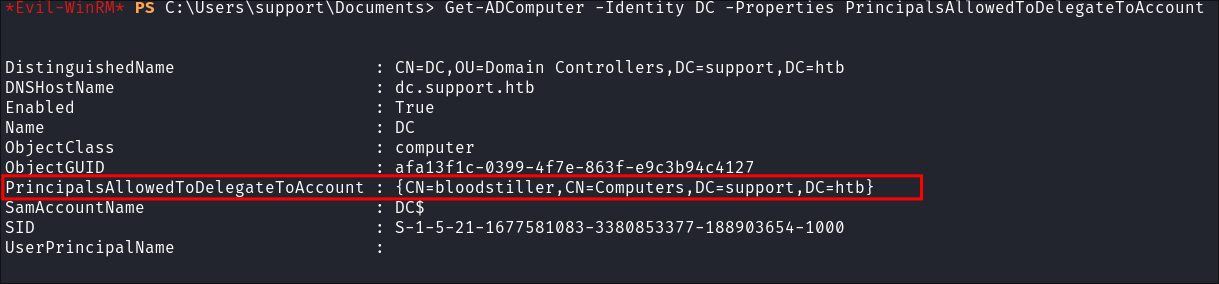 *Evil-WinRM* PS C:\Users\support\Documents> Get-ADComputer -Identity DC -Properties PrincipalsAllowedToDelegateToAccount
DistinguishedName : CN=DC,OU=Domain Controllers,DC=support,DC=htb
DNSHostName : dc.support.htb
Enabled : True
Name : DC
ObjectClass : computer
ObjectGUID : afa13f1c-0399-4f7e-863f-e9c3b94c4127
PrincipalsAllowedToDelegateToAccount : {CN=bloodstiller,CN=Computers,DC=support,DC=htb}
SamAccountName : DC$
SID : S-1-5-21-1677581083-3380853377-188903654-1000
UserPrincipalName :